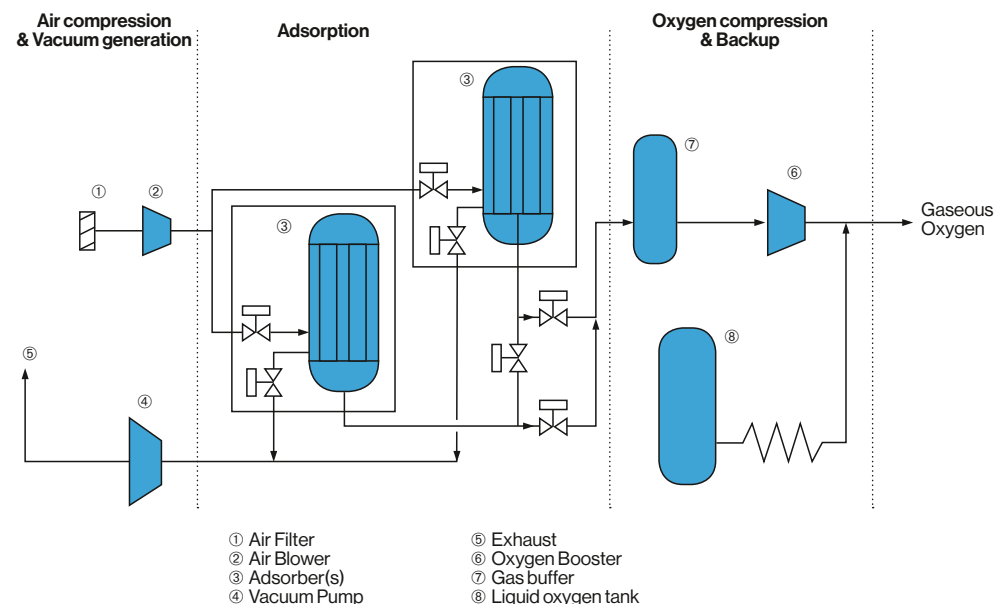 Air compression
& Vacuum generation
Adsorption
Oxygen compression
& Backup
③
⑦
①
②
⑥
③
Gaseous
Oxygen
⑤
⑧
④
① Air Filter
② Air Blower
③ Adsorber(s)
④ Vacuum Pump
⑤ Exhaust
⑥ Oxygen Booster
⑦ Gas buffer
⑧ Liquid oxygen tank